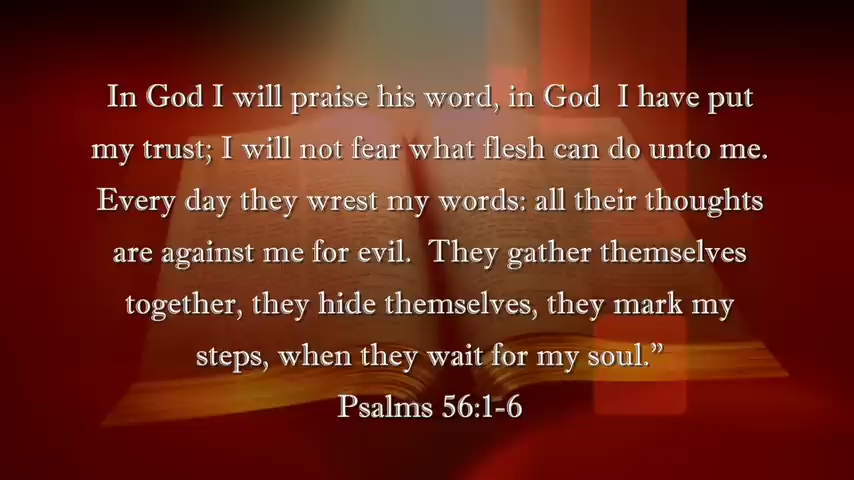 In God I will praise his word, in God  I have put
my trust; I will not fear what flesh can do unto me.
Every day they wrest my words: all their thoughts
are against me for evil.  They gather themselves
together, they hide themselves, they mark my
steps, when they wait for my soul.”
Psalms 56:1-6